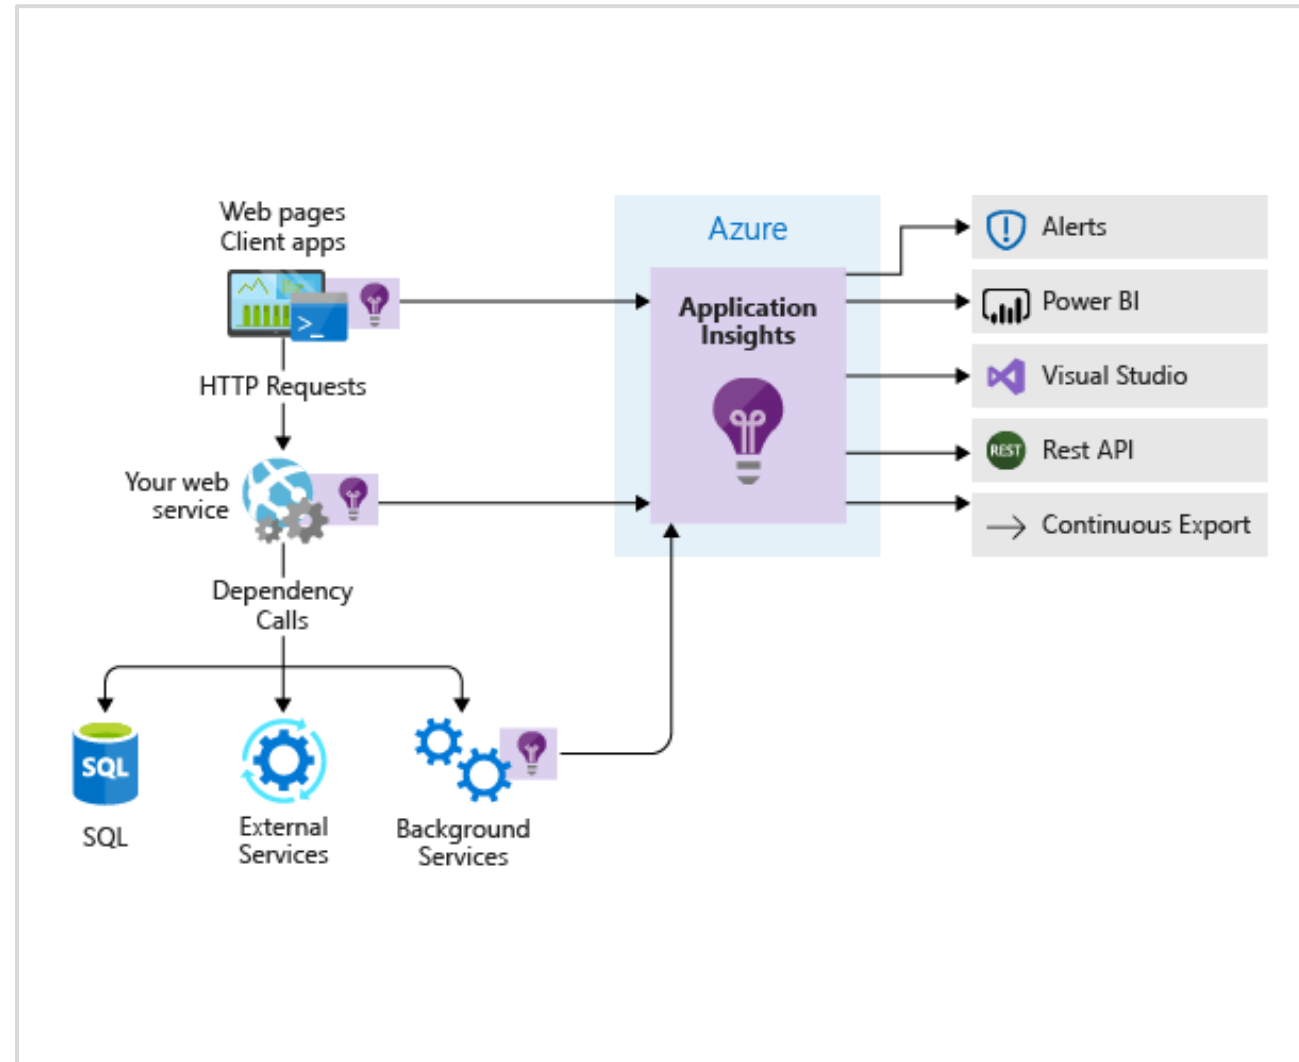 Web pages
Client apps
HTTP Requests
Your web
service
Dependency
Calls
SQL
SQL
External
Services
Background
Services
Azure
Application
Insights
Alerts
Power BI
Visual Studio
REST
Rest API
Continuous Export
>_